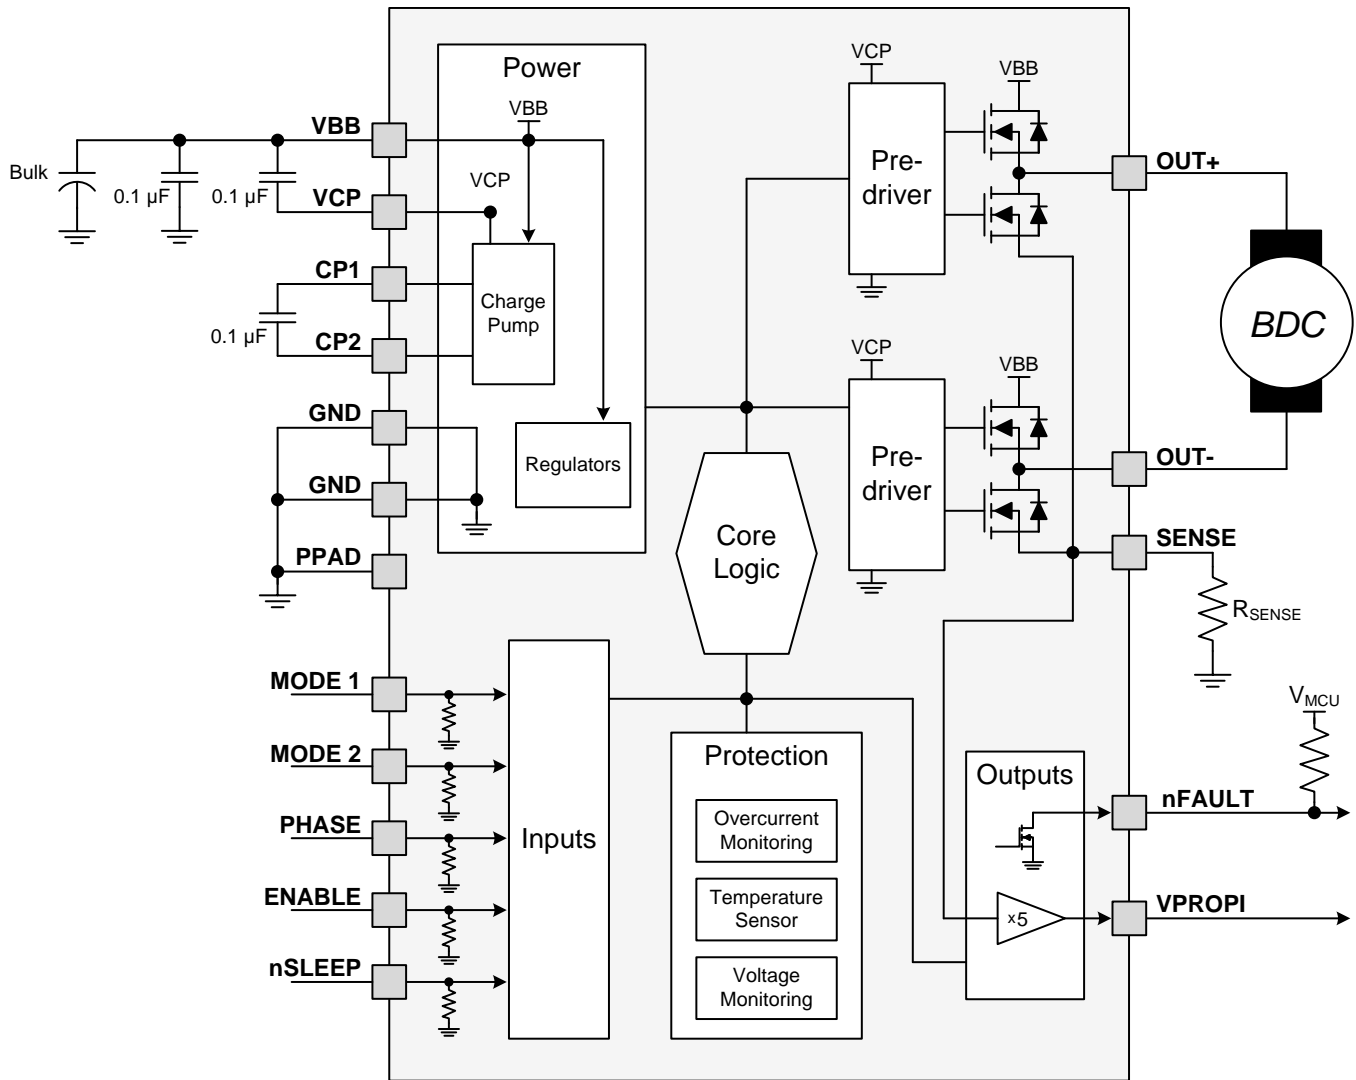 Power
VBB
VBB
Bulk
0.1 µF
0.1 µF
VCP
VCP
CP1
Charge
Pump
0.1 µF
CP2
GND
Regulators
GND
PPAD
VCP
VBB
Pre-
driver
OUT+
BDC
VCP
VBB
Pre-
driver
OUT-
SENSE
RSENSE
Core
Logic
MODE 1
MODE 2
PHASE
ENABLE
nSLEEP
Inputs
Protection
Overcurrent
Monitoring
Temperature
Sensor
Voltage
Monitoring
Outputs
x5
VMCU
nFAULT
VPROPI